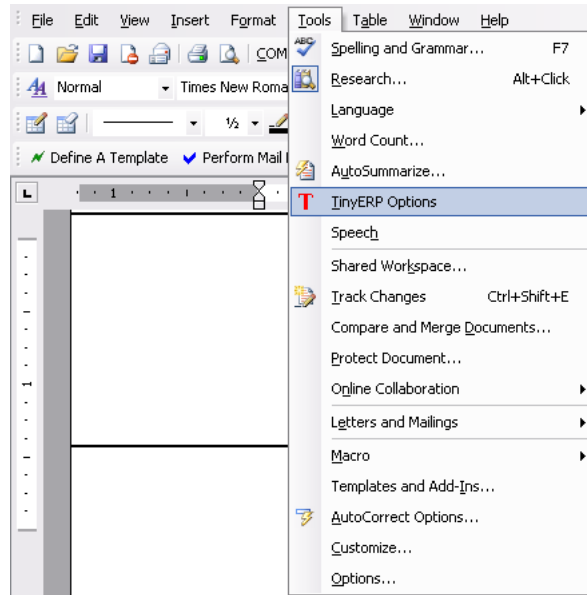 File Edit View Insert Format Tools Table Window Help
COM
Normal Times New Roma
½
Define A Template Perform Mail
L 1
1
ABC Spelling and Grammar... F7
Research... Alt+Click
Language
Word Count...
AutoSummarize...
T TinyERP Options
Speech
Shared Workspace...
Track Changes Ctrl+Shift+E
Compare and Merge Documents...
Protect Document...
Online Collaboration
Letters and Mailings
Macro
Templates and Add-Ins...
AutoCorrect Options...
Customize...
Options...